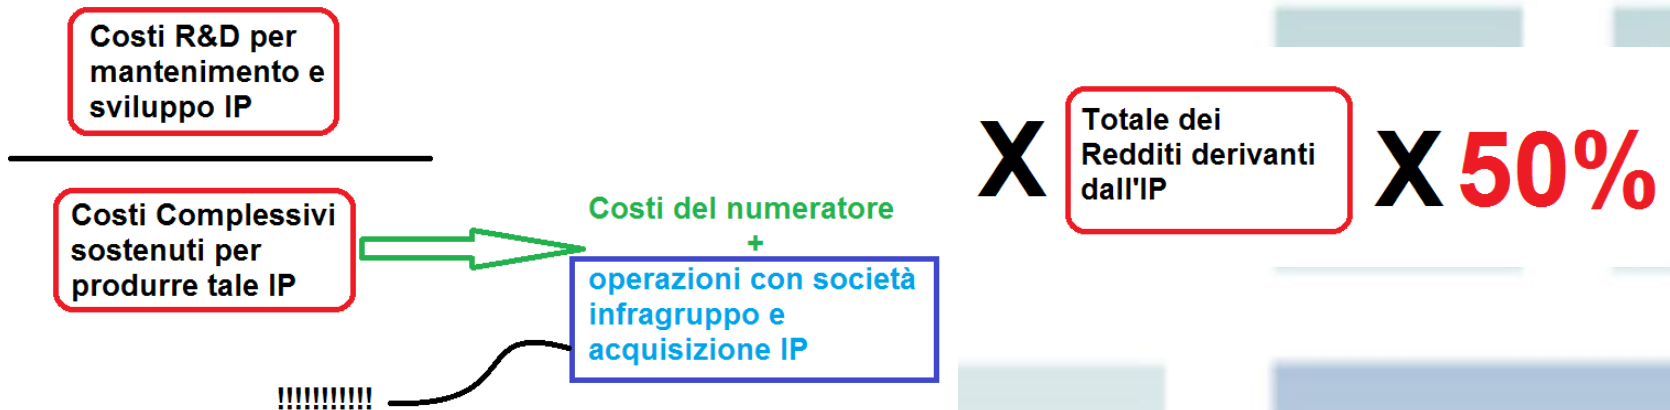 Costi R&D per
mantenimento e
sviluppo IP
Costi Complessivi
sostenuti per
produrre tale IP
Costi del numeratore
+
operazioni con società
infragruppo e
acquisizione IP
!!!!!!!!!!!
X
Totale dei
Redditi derivanti
dall'IP
X 50%